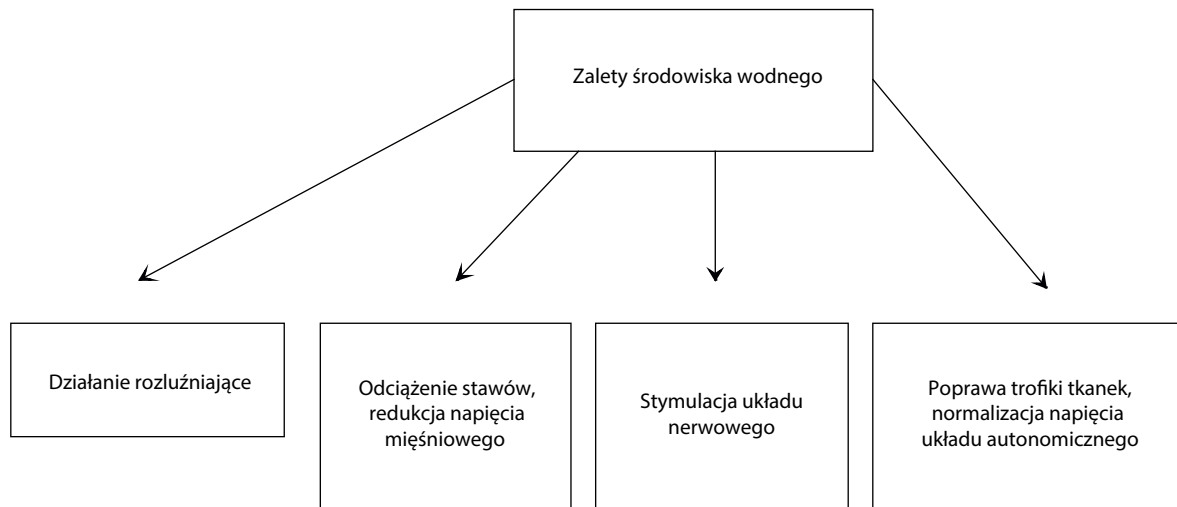 Zalety środowiska wodnego
Działanie rozluźniające
Odciążenie stawów,
redukcja napięcia
mięśniowego
Stymulacja układu
nerwowego
Poprawa trofiki tkanek,
normalizacja napięcia
układu autonomicznego